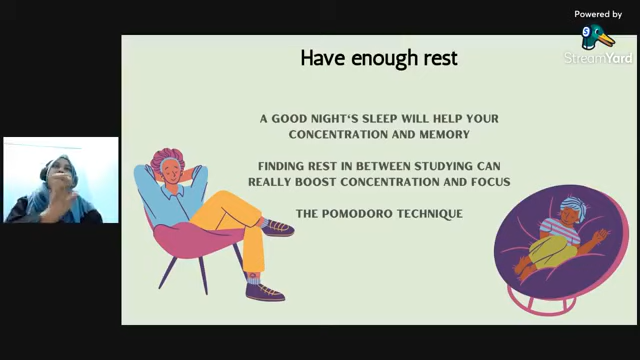 Powered by
StreamYard
Have enough rest
A GOOD NIGHT'S SLEEP WILL HELP YOUR
CONCENTRATION AND MEMORY
FINDING REST IN BETWEEN STUDYING CAN
REALLY BOOST CONCENTRATION AND FOCUS
THE POMODORO TECHNIQUE